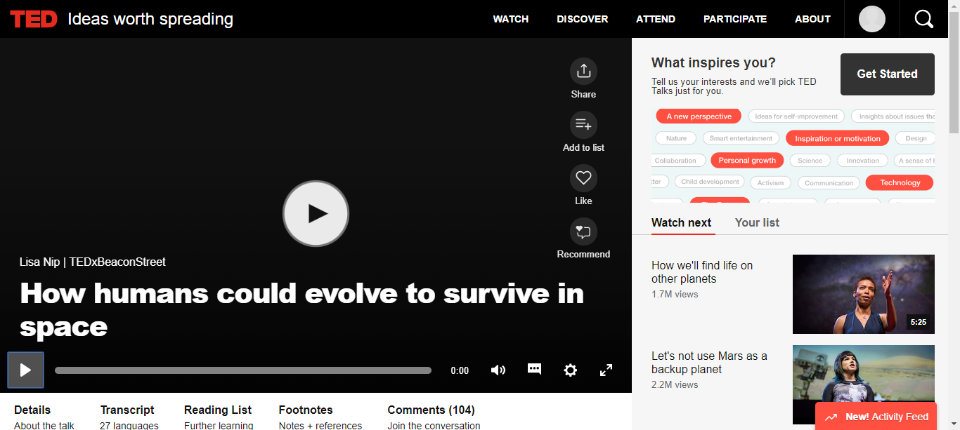 TED Ideas worth spreading
WATCH DISCOVER ATTEND PARTICIPATE ABOUT
Share
Add to list
Like
Recommend
Lisa Nip | TEDxBeaconStreet
How humans could evolve to survive in
space
0:00
Details
About the talk
Transcript
27 languages
Reading List
Further learning
Footnotes
Notes + references
Comments (104)
Join the conversation
What inspires you?
Tell us your interests and we'll pick TED
Talks just for you.
Get Started
A new perspective Ideas for self-improvement Insights about issues tha
Nature Smart entertainment Inspiration or motivation Design
Collaboration Personal growth Science Innovation A sense of
Child development Activism Communication Technology
Watch next Your list
How we'll find life on
other planets
1.7M views
5:25
Let's not use Mars as a
backup planet
2.2M views
New! Activity Feed